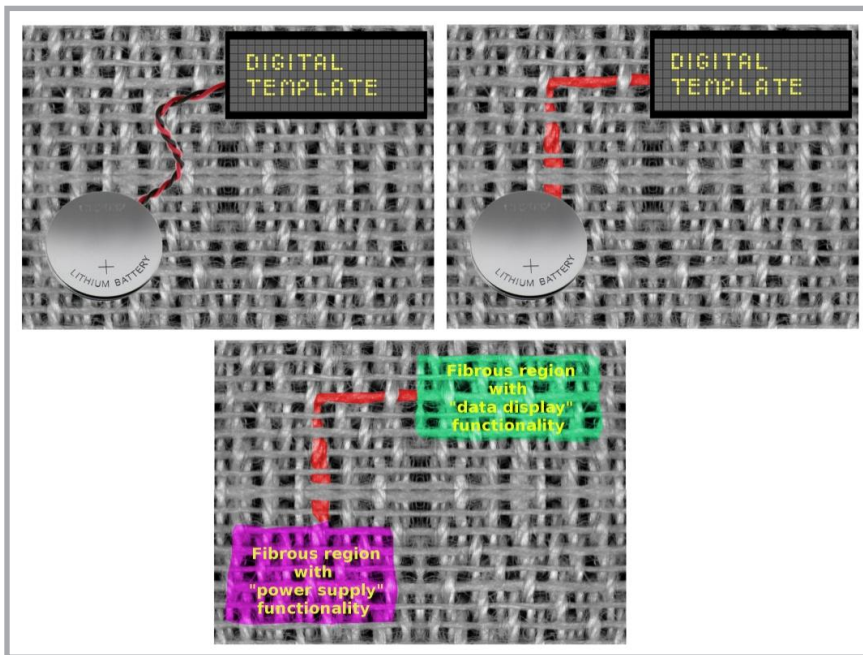 DIGITAL
TEMPLATE
+
LITHIUM BATTERY
DIGITAL
TEMPLATE
+
LITHIUM BATTERY
Fibrous region
with
"data display"
functionality
Fibrous region
with
"power supply"
functionality